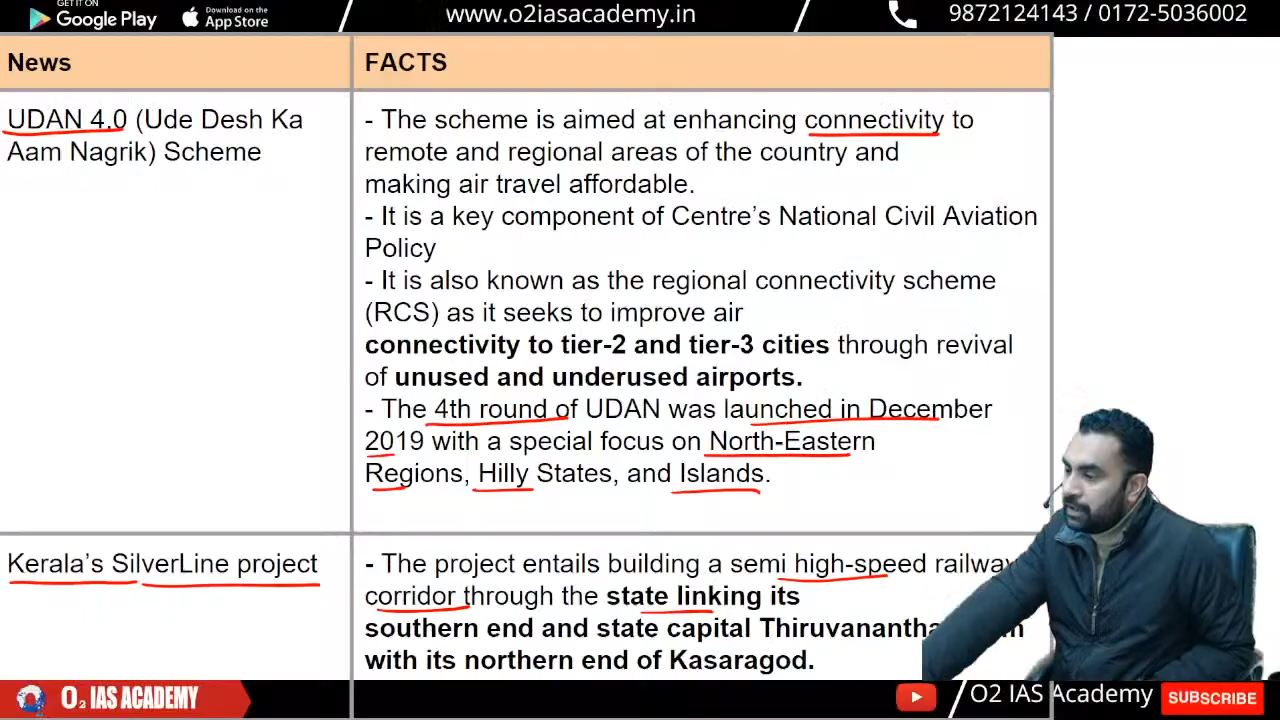 GET IT ON
Google Play
Download on the
App Store
www.o2iasacademy.in
9872124143 / 0172-5036002
News
FACTS
UDAN 4.0 (Ude Desh Ka
Aam Nagrik) Scheme
- The scheme is aimed at enhancing connectivity to
remote and regional areas of the country and
making air travel affordable.
- It is a key component of Centre’s National Civil Aviation
Policy
- It is also known as the regional connectivity scheme
(RCS) as it seeks to improve air
connectivity to tier-2 and tier-3 cities through revival
of unused and underused airports.
- The 4th round of UDAN was launched in December
2019 with a special focus on North-Eastern
Regions, Hilly States, and Islands.
Kerala’s SilverLine project
- The project entails building a semi high-speed railway
corridor through the state linking its
southern end and state capital
with its northern end of Kasaragod.
O2 IAS ACADEMY
O2 IAS Academy
SUBSCRIBE